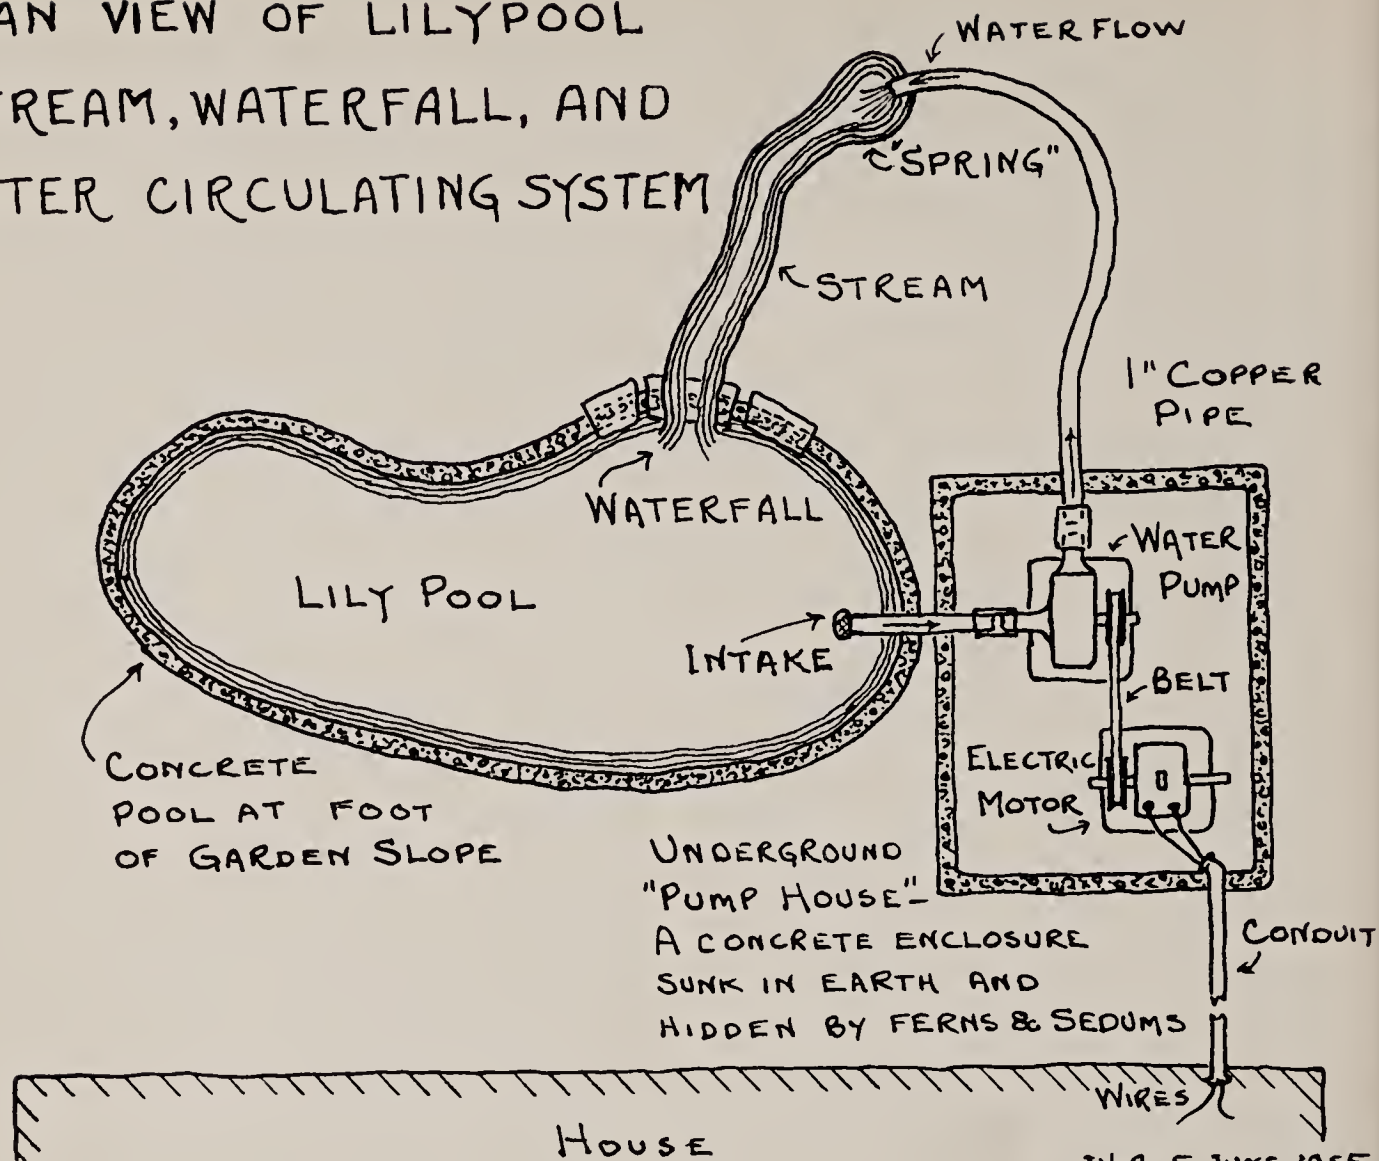 AN VIEW OF LILYPOOL
TREAM, WATERFALL, AND
TER CIRCULATING SYSTEM
WATER FLOW
"SPRING"
STREAM
1" COPPER
PIPE
WATERFALL
WATER
PUMP
LILY POOL
INTAKE
BELT
ELECTRIC
MOTOR
CONCRETE
POOL AT FOOT
OF GARDEN SLOPE
UNDERGROUND
"PUMP HOUSE"–
A CONCRETE ENCLOSURE
SUNK IN EARTH AND
HIDDEN BY FERNS & SEDUMS
CONDUIT
WIRES
HOUSE